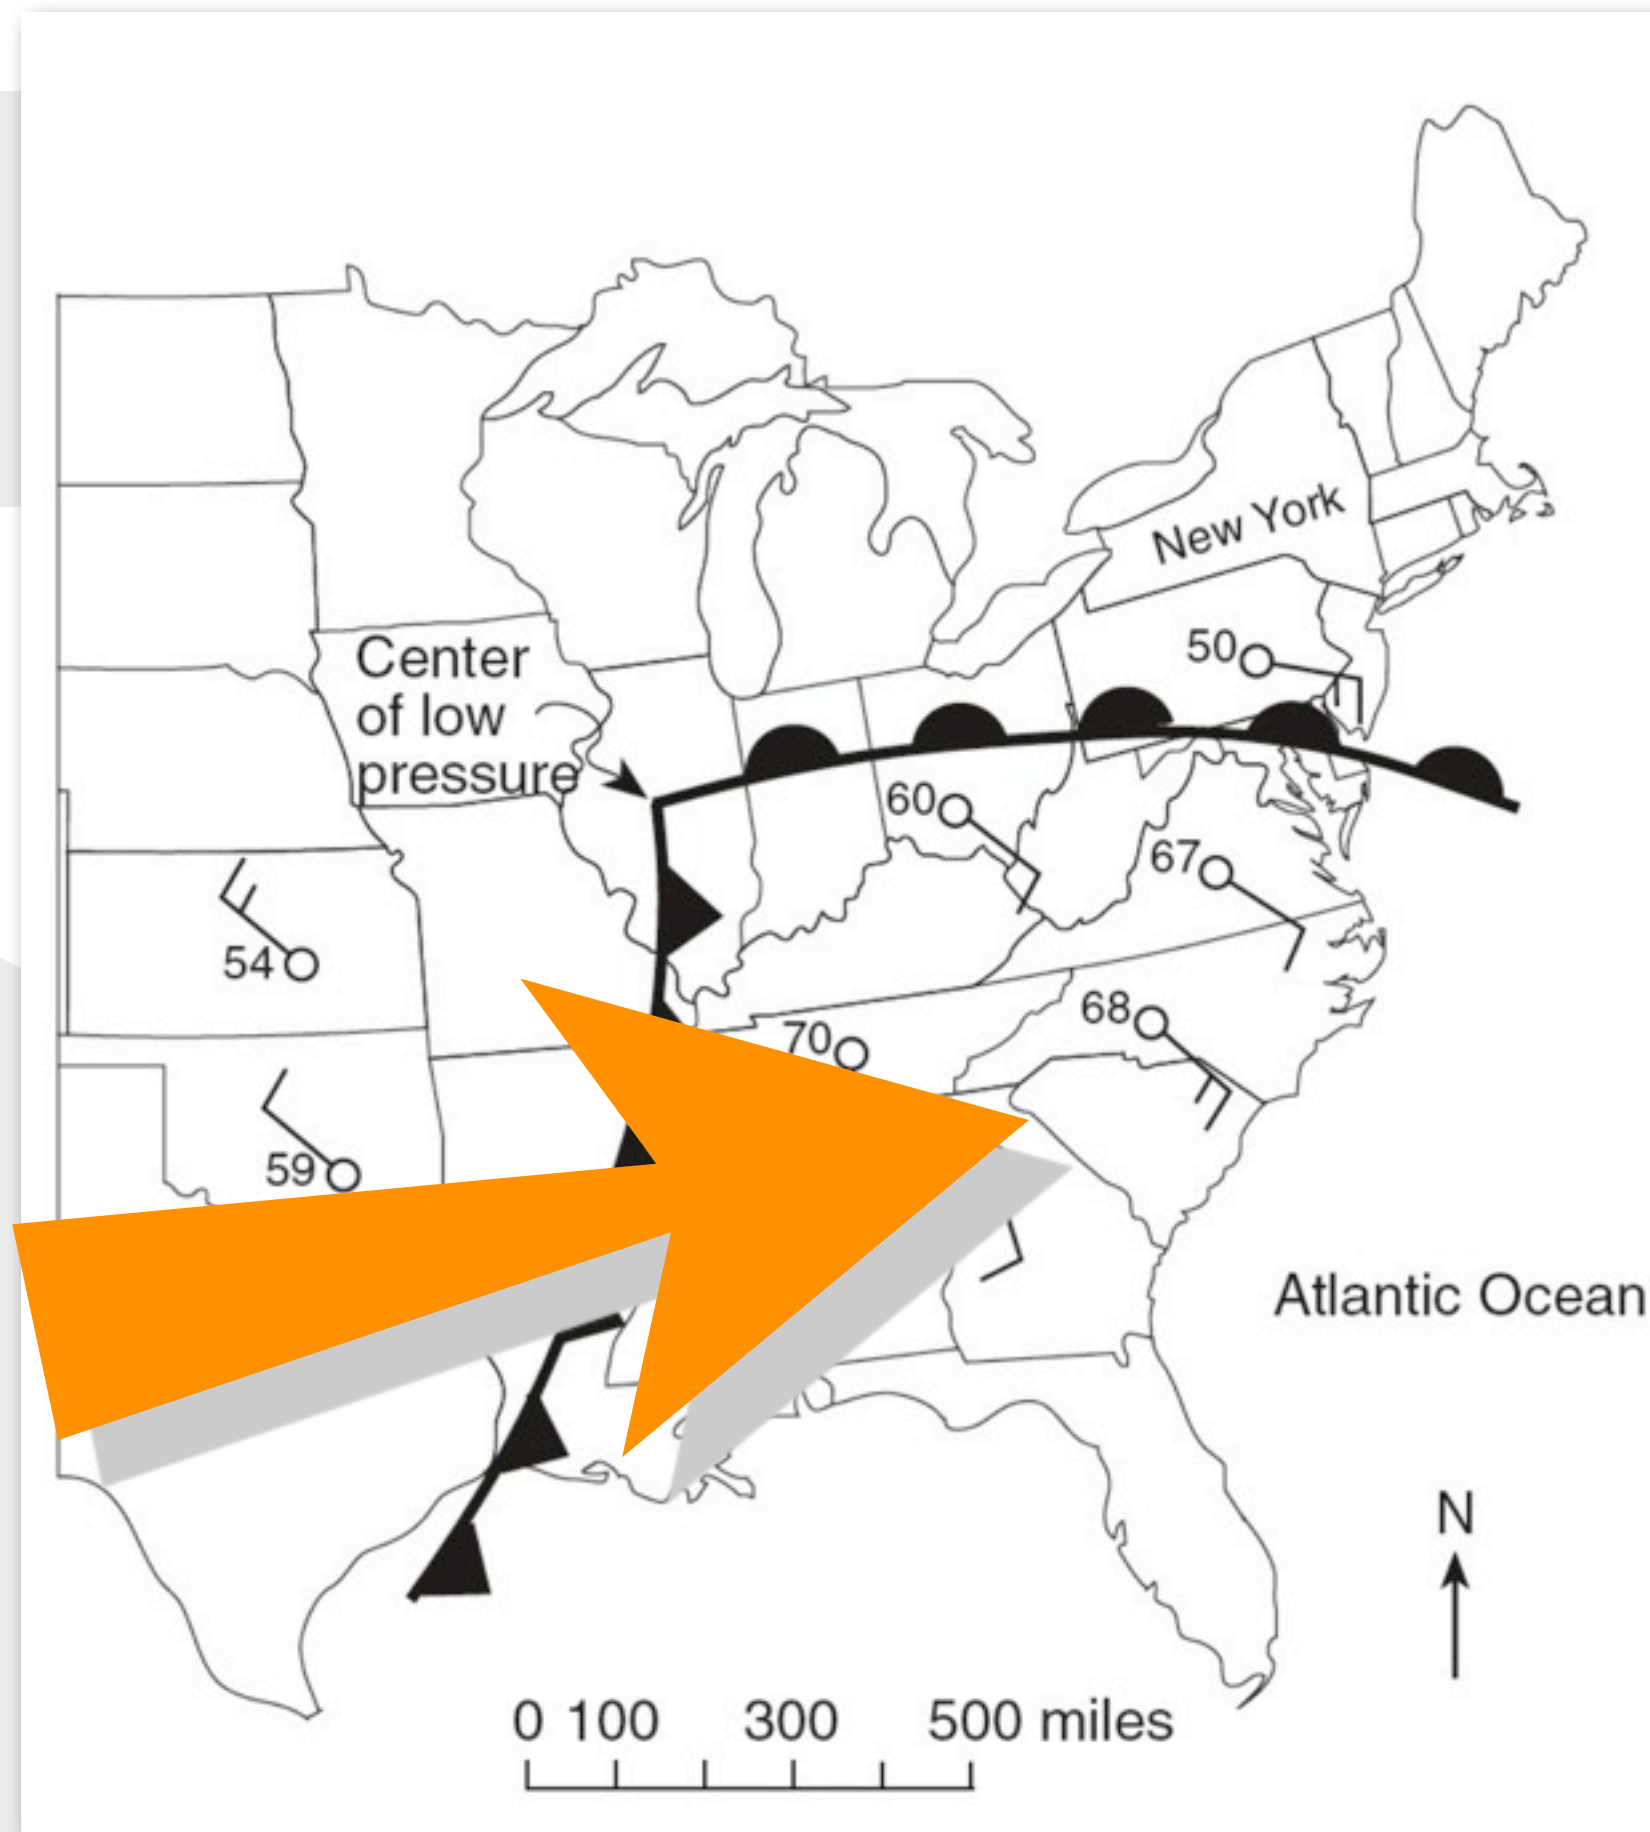 New York
Center
of low
pressure
50
60
67
54
70
68
59
Atlantic Ocean
N
0 100 300 500 miles